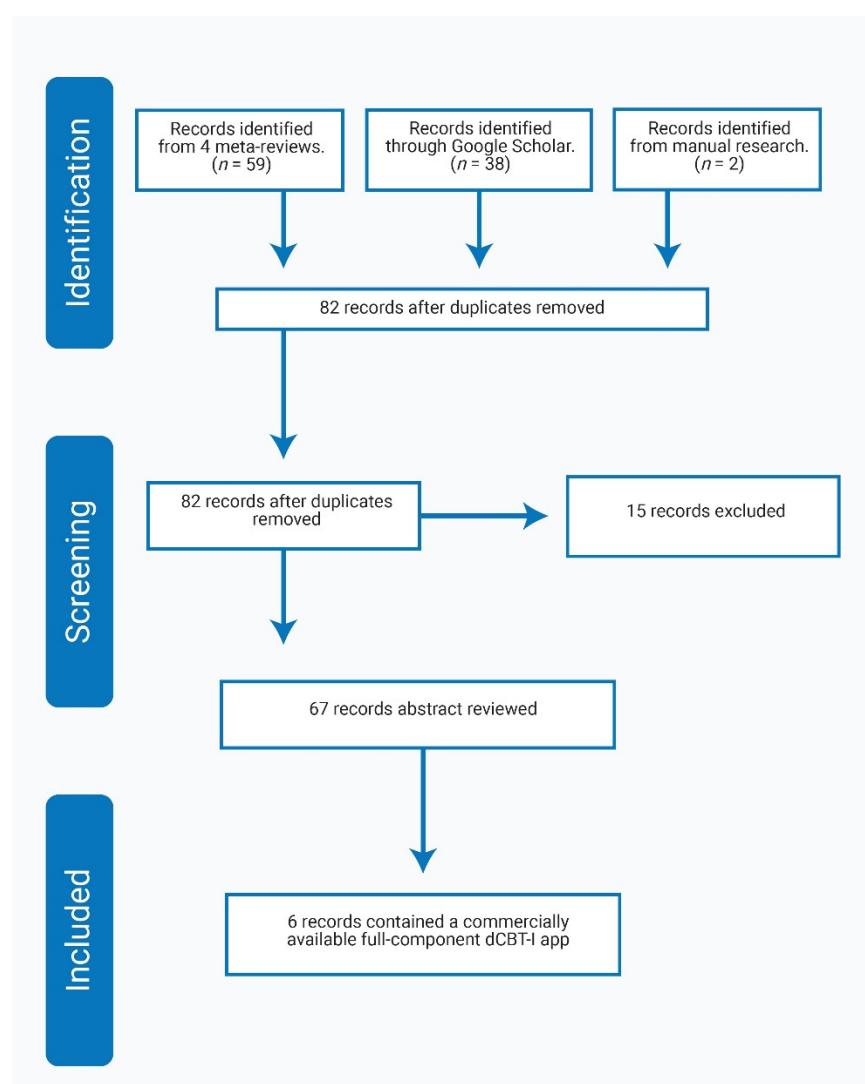 Identification
Records identified
from 4 meta-reviews.
(n = 59)
Records identified
through Google Scholar.
(n = 38)
Records identified
from manual research.
(n = 2)
82 records after duplicates removed
Screening
82 records after duplicates
removed
15 records excluded
67 records abstract reviewed
Included
6 records contained a commercially
available full-component dCBT-I app